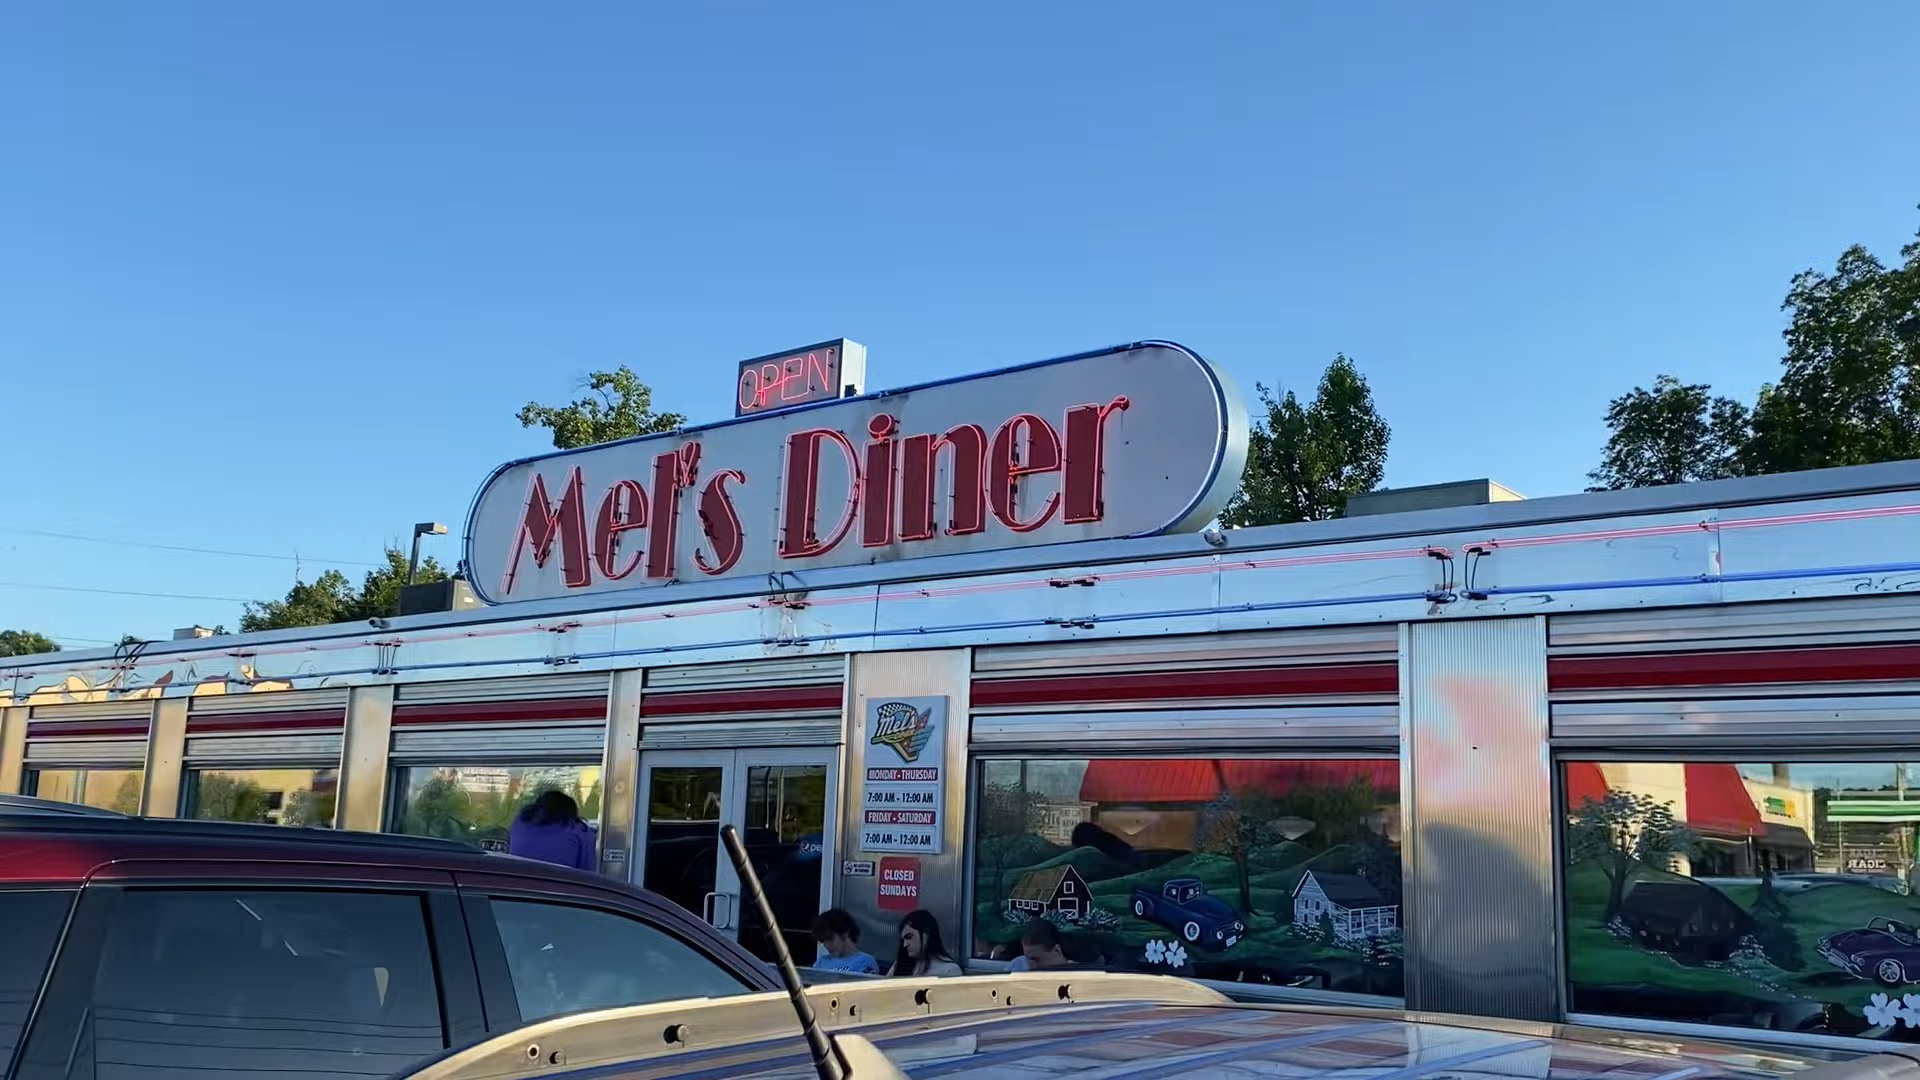 OPEN
Mel's Diner
Mel's
MONDAY - THURSDAY
7:00 AM - 12:00 AM
FRIDAY - SATURDAY
7:00 AM - 12:00 AM
CLOSED
SUNDAYS
CIGAR